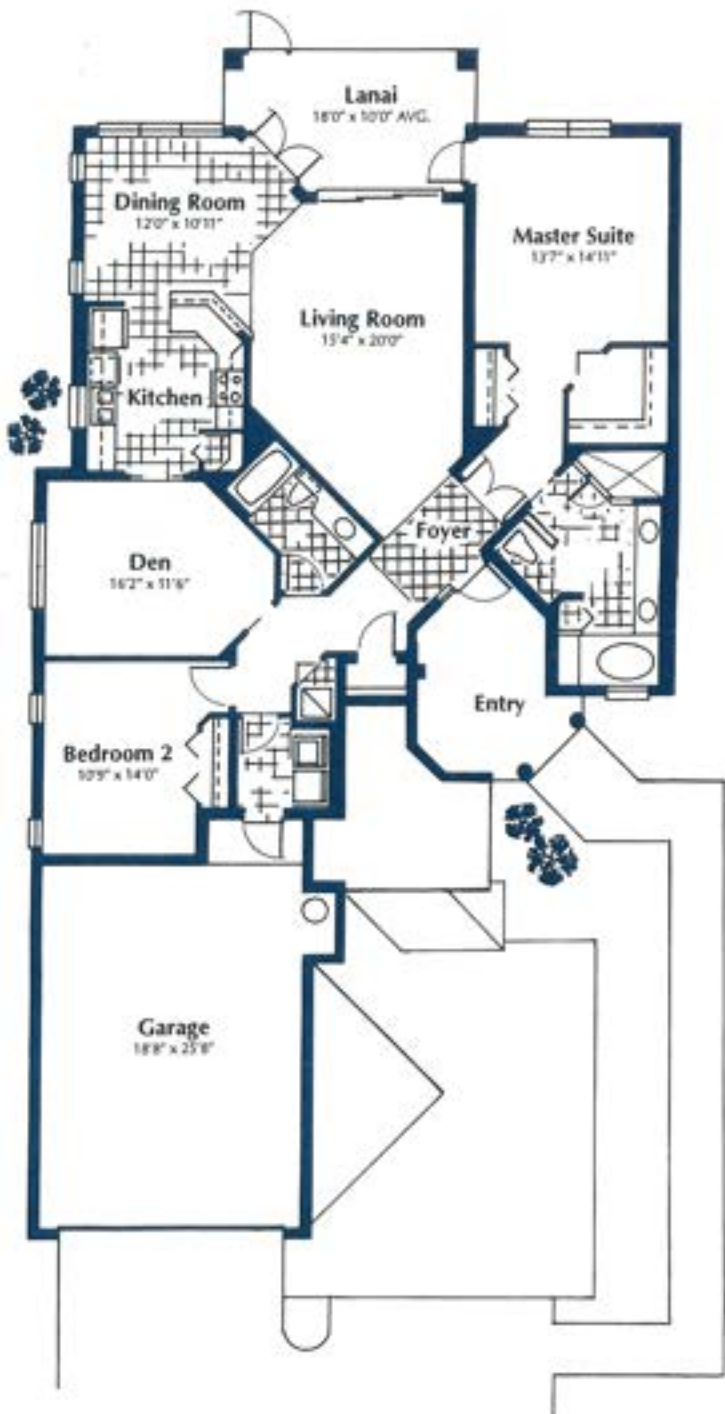 Lanai
18'0" x 10'0" AVG.
Dining Room
12'0" x 10'11"
Master Suite
13'7" x 14'11"
Living Room
15'4" x 20'0"
Kitchen
Foyer
Den
16'2" x 11'6"
Entry
Bedroom 2
10'9" x 14'0"
Garage
18'8" x 25'8"